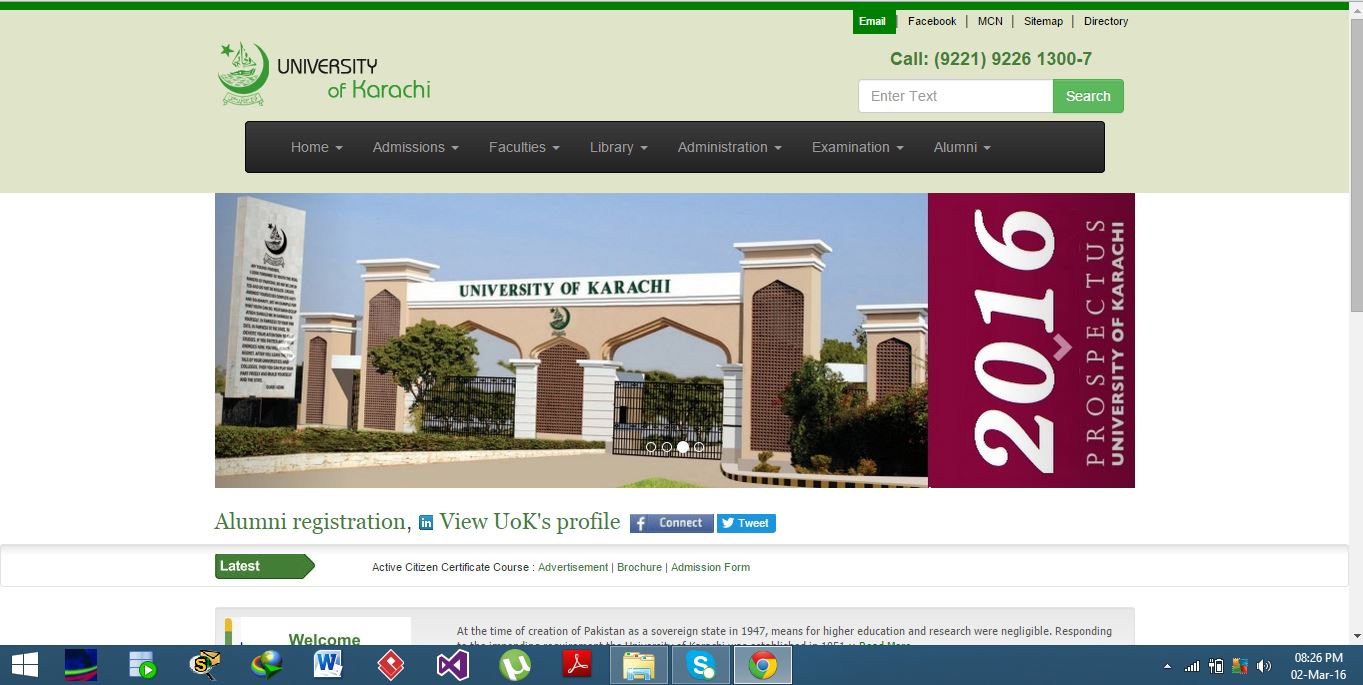 Email | Facebook | MCN | Sitemap | Directory
Call: (9221) 9226 1300-7
UNIVERSITY
of Karachi
Enter Text
Search
Home
Admissions
Faculties
Library
Administration
Examination
Alumni
UNIVERSITY OF KARACHI
2016
PROSPECTUS
UNIVERSITY OF KARACHI
Alumni registration, in View UoK's profile
f Connect
Tweet
Latest
Active Citizen Certificate Course : Advertisement | Brochure | Admission Form
Welcome
At the time of creation of Pakistan as a sovereign state in 1947, means for higher education and research were negligible. Responding
08:26 PM
02-Mar-16